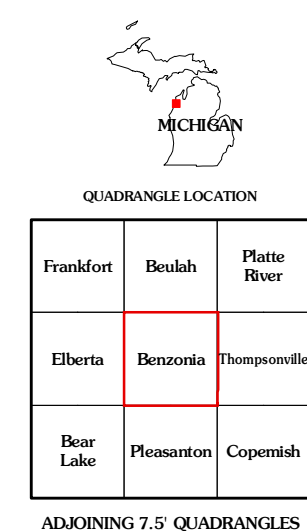 MICHIGAN
QUADRANGLE LOCATION
Frankfort
Beulah
Platte
River
Elberta
Benzonia
Thompsonville
Bear
Lake
Pleasanton
Copemish
ADJOINING 7.5' QUADRANGLES